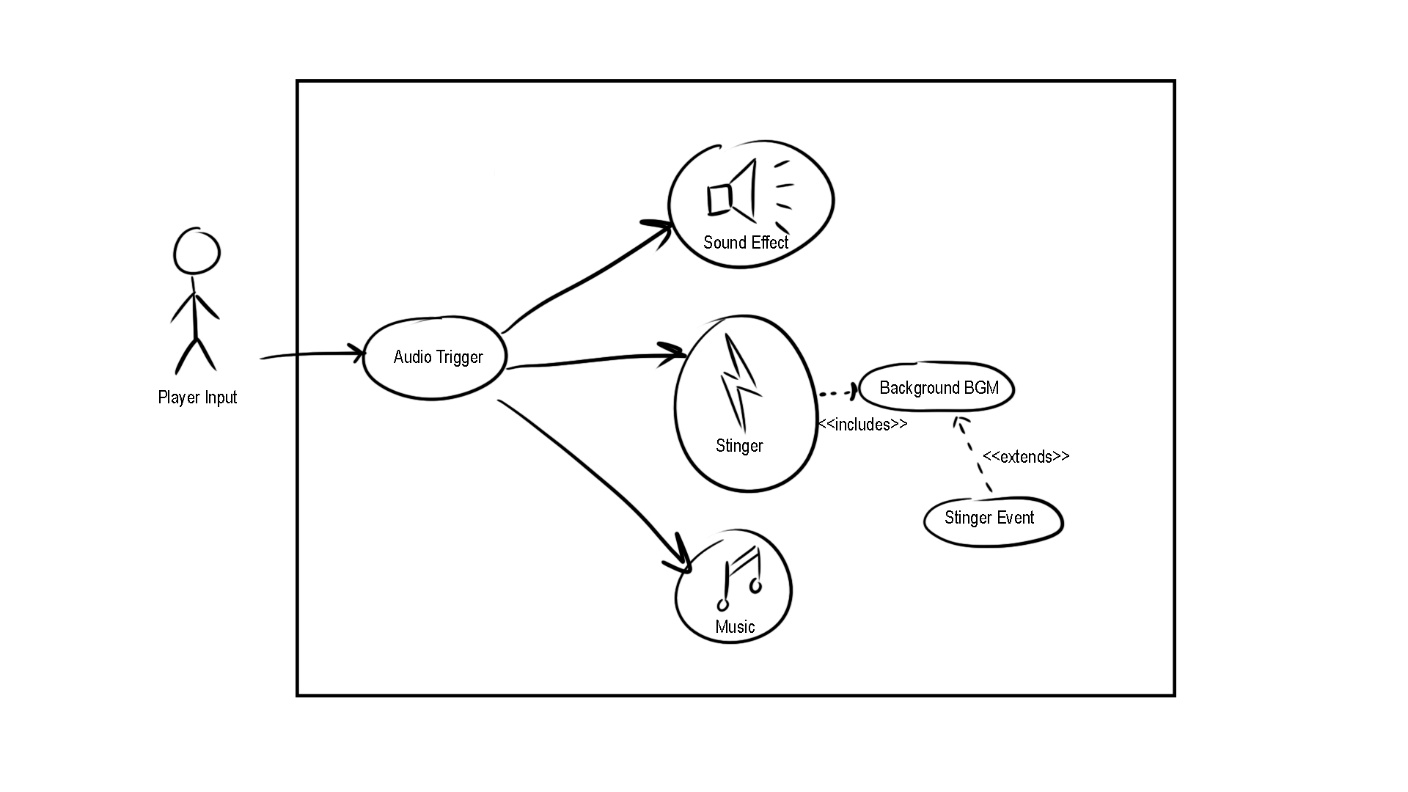 Sound Effect
Audio Trigger
Player Input
Stinger
Background BGM
<<includes>>
<<extends>>
Stinger Event
Music